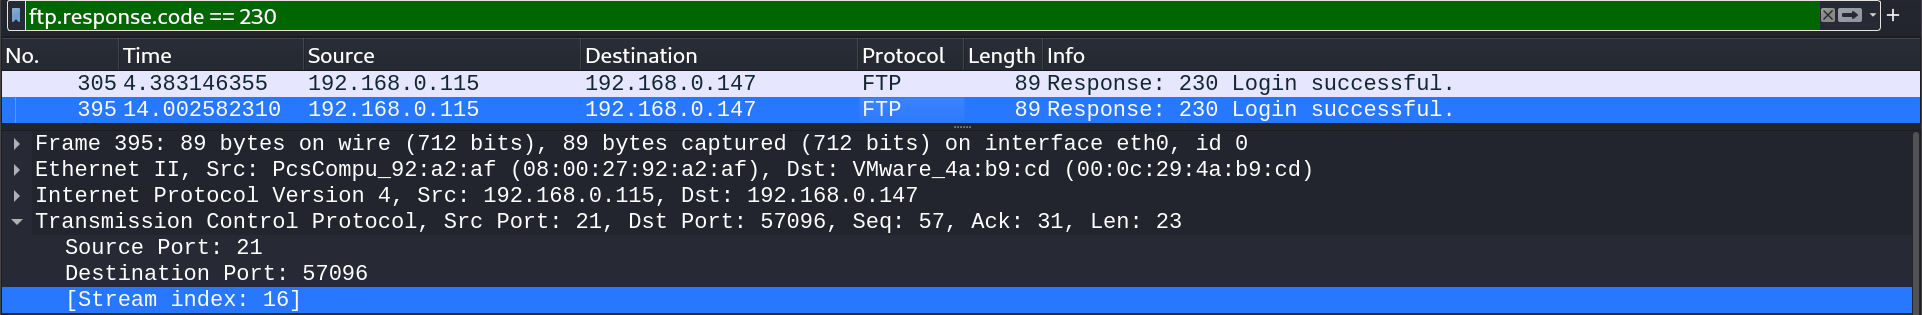 ftp.response.code == 230
No. Time Source Destination Protocol Length Info
305 4.383146355 192.168.0.115 192.168.0.147 FTP 89 Response: 230 Login successful.
395 14.002582310 192.168.0.115 192.168.0.147 FTP 89 Response: 230 Login successful.
Frame 395: 89 bytes on wire (712 bits), 89 bytes captured (712 bits) on interface eth0, id 0
Ethernet II, Src: PcsCompu_92:a2:af (08:00:27:92:a2:af), Dst: VMware_4a:b9:cd (00:0c:29:4a:b9:cd)
Internet Protocol Version 4, Src: 192.168.0.115, Dst: 192.168.0.147
Transmission Control Protocol, Src Port: 21, Dst Port: 57096, Seq: 57, Ack: 31, Len: 23
Source Port: 21
Destination Port: 57096
[Stream index: 16]